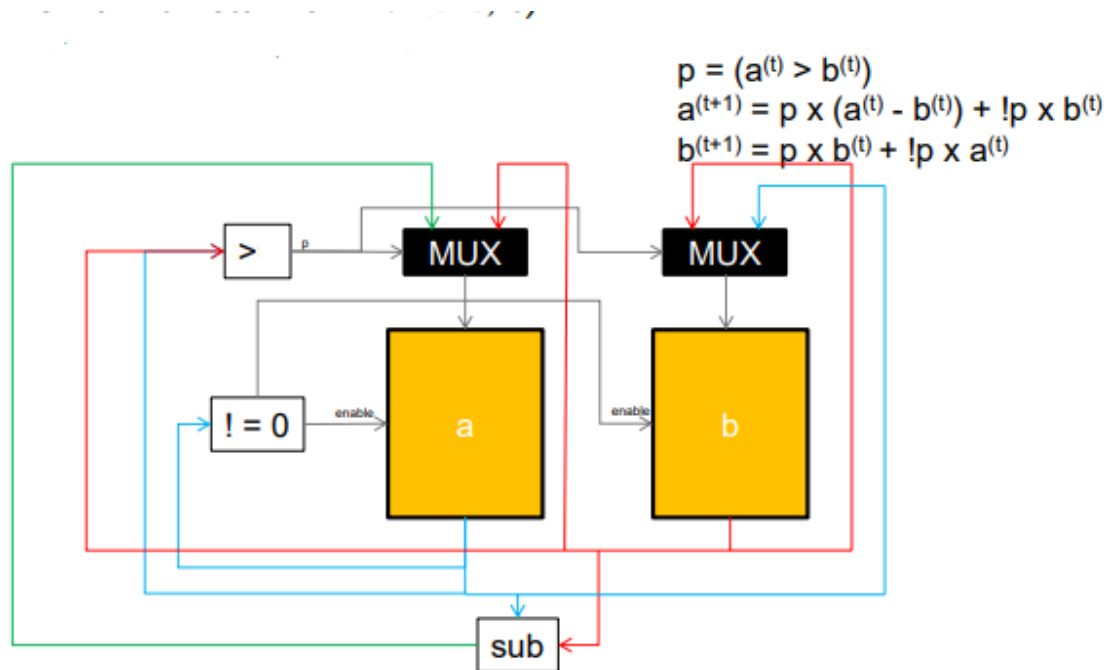 p = (a(t) > b(t))
a(t+1) = p x (a(t) - b(t)) + !p x b(t)
b(t+1) = p x b(t) + !p x a(t)
> p MUX MUX
! = 0 enable a enable b
sub